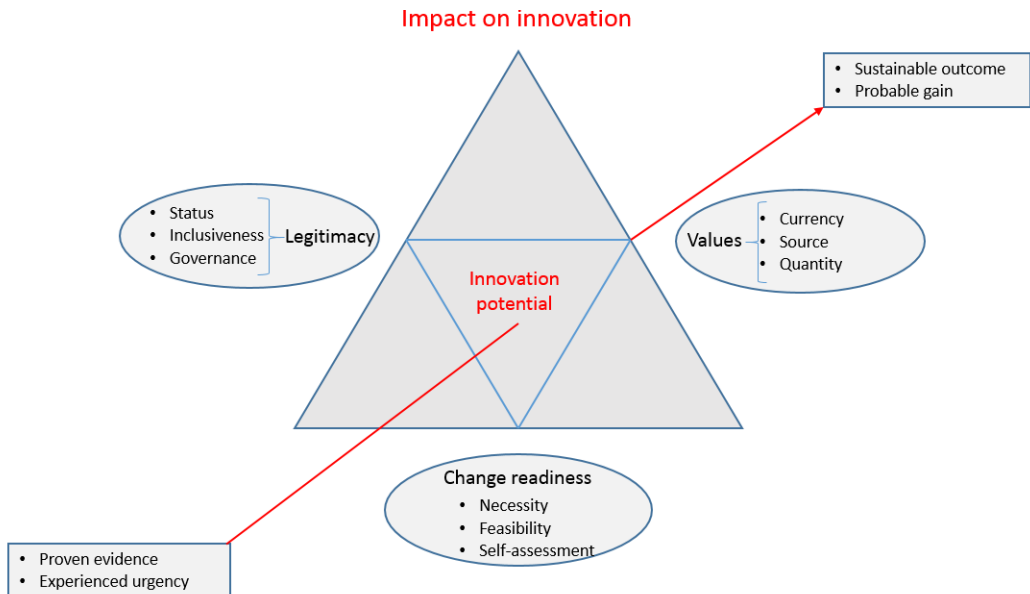 Impact on innovation
• Sustainable outcome
• Probable gain
• Status
• Inclusiveness
• Governance
Legitimacy
Values
• Currency
• Source
• Quantity
Innovation
potential
Change readiness
• Necessity
• Feasibility
• Self-assessment
• Proven evidence
• Experienced urgency